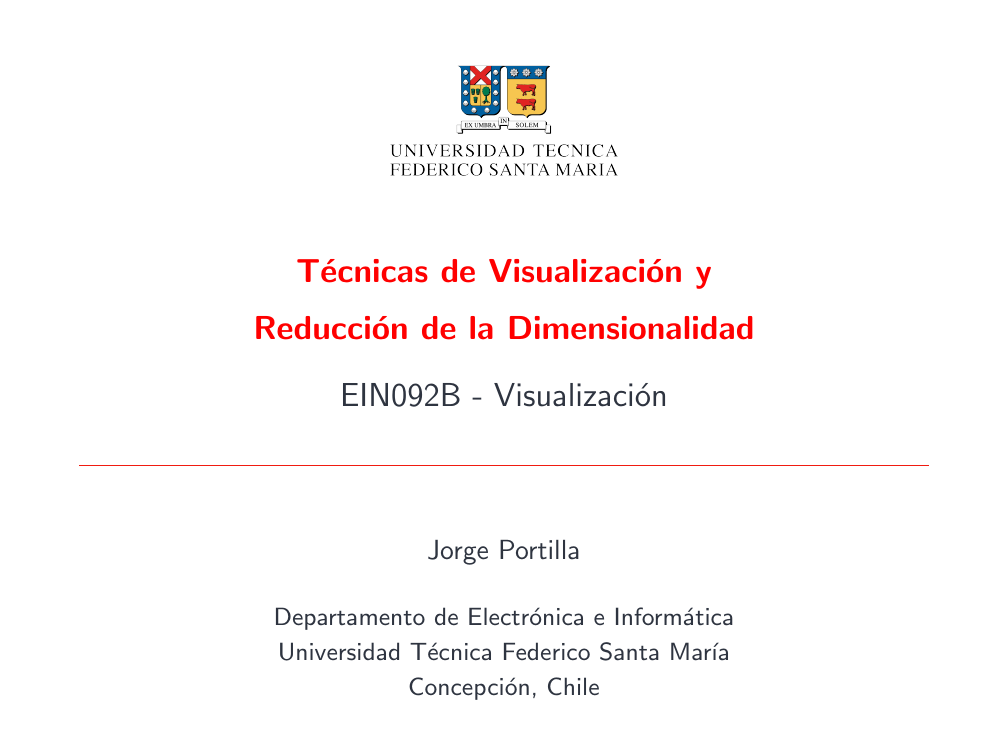 EX UMBRA IN SOLEM
UNIVERSIDAD TECNICA
FEDERICO SANTA MARIA
Técnicas de Visualización y
Reducción de la Dimensionalidad
EIN092B - Visualización
Jorge Portilla
Departamento de Electrónica e Informática
Universidad Técnica Federico Santa María
Concepción, Chile